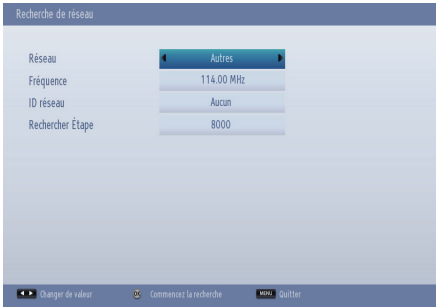 Recherche de réseau
Réseau Autres
Fréquence 114.00 MHz
ID réseau Aucun
Rechercher Étape 8000
Changer de valeur OK Commencez la recherche MENU Quitter